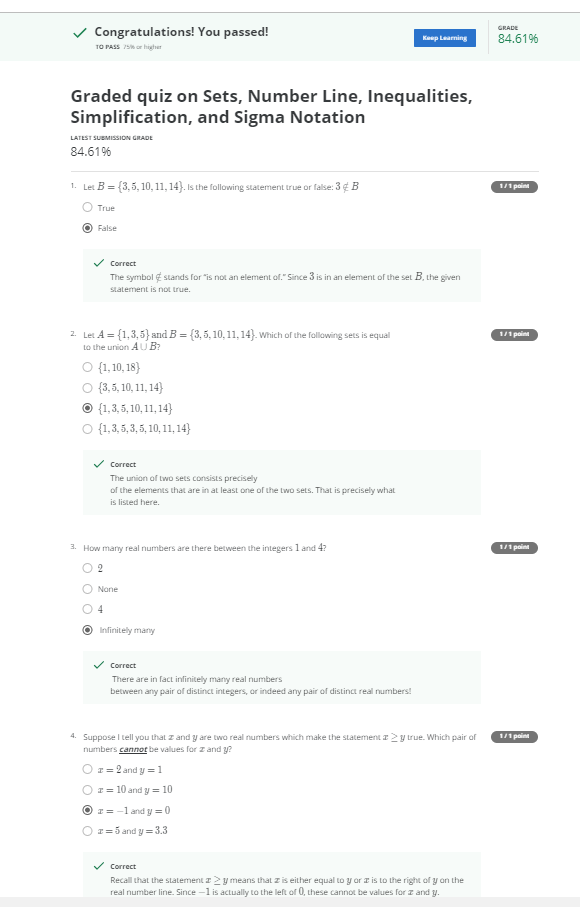 Congratulations! You passed!
TO PASS 75% or higher
Keep Learning
GRADE
84.61%
Graded quiz on Sets, Number Line, Inequalities,
Simplification, and Sigma Notation
LATEST SUBMISSION GRADE
84.61%
1. Let B = {3, 5, 10, 11, 14}. Is the following statement true or false: 3 ∉ B
1 / 1 point
True
False
Correct
The symbol ∉ stands for "is not an element of." Since 3 is in an element of the set B, the given
statement is not true.
2. Let A = {1, 3, 5} and B = {3, 5, 10, 11, 14}. Which of the following sets is equal
to the union A ∪ B?
1 / 1 point
{1, 10, 18}
{3, 5, 10, 11, 14}
{1, 3, 5, 10, 11, 14}
{1, 3, 5, 3, 5, 10, 11, 14}
Correct
The union of two sets consists precisely
of the elements that are in at least one of the two sets. That is precisely what
is listed here.
3. How many real numbers are there between the integers 1 and 4?
1 / 1 point
2
None
4
Infinitely many
Correct
There are in fact infinitely many real numbers
between any pair of distinct integers, or indeed any pair of distinct real numbers!
4. Suppose I tell you that x and y are two real numbers which make the statement x ≥ y true. Which pair of
numbers cannot be values for x and y?
1 / 1 point
x = 2 and y = 1
x = 10 and y = 10
x = −1 and y = 0
x = 5 and y = 3.3
Correct
Recall that the statement x ≥ y means that x is either equal to y or x is to the right of y on the
real number line. Since −1 is actually to the left of 0, these cannot be values for x and y.